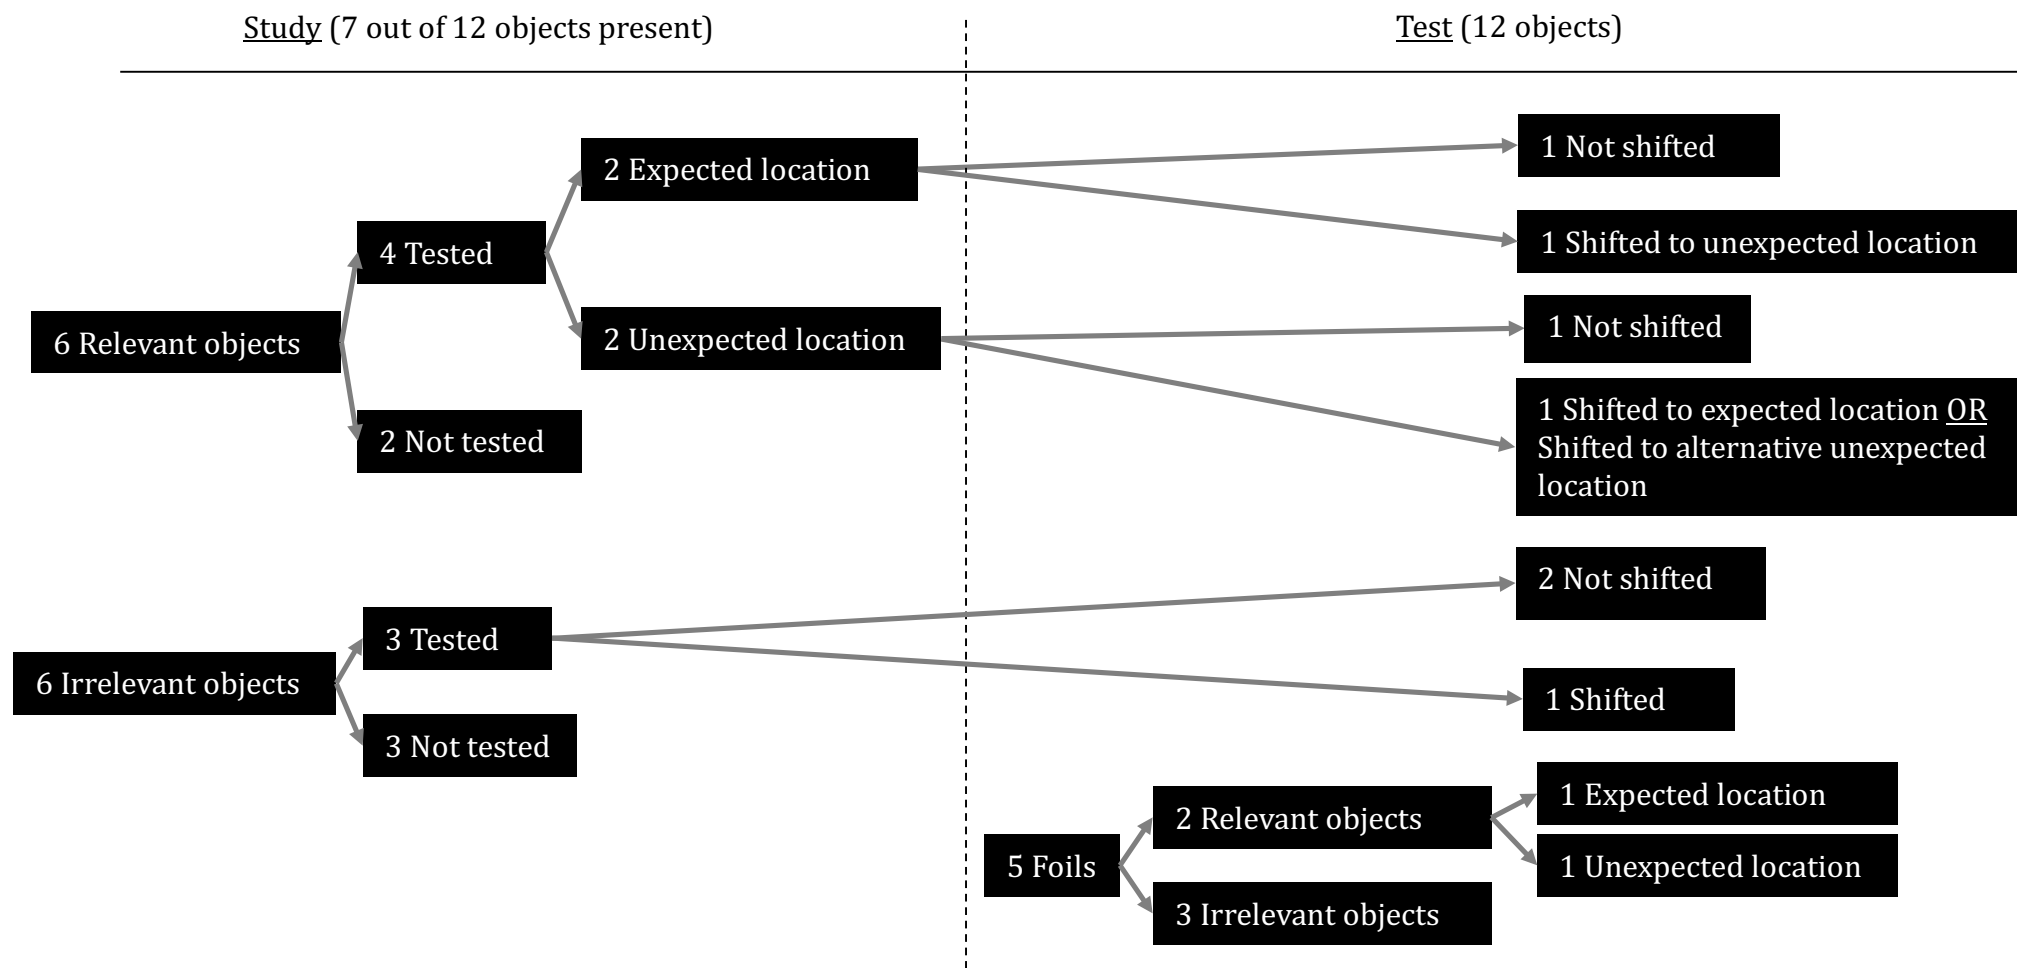 Study (7 out of 12 objects present)
Test (12 objects)
1 Not shifted
2 Expected location
1 Shifted to unexpected location
4 Tested
1 Not shifted
6 Relevant objects
2 Unexpected location
1 Shifted to expected location OR
Shifted to alternative unexpected
location
2 Not tested
2 Not shifted
3 Tested
6 Irrelevant objects
1 Shifted
3 Not tested
1 Expected location
2 Relevant objects
5 Foils
1 Unexpected location
3 Irrelevant objects